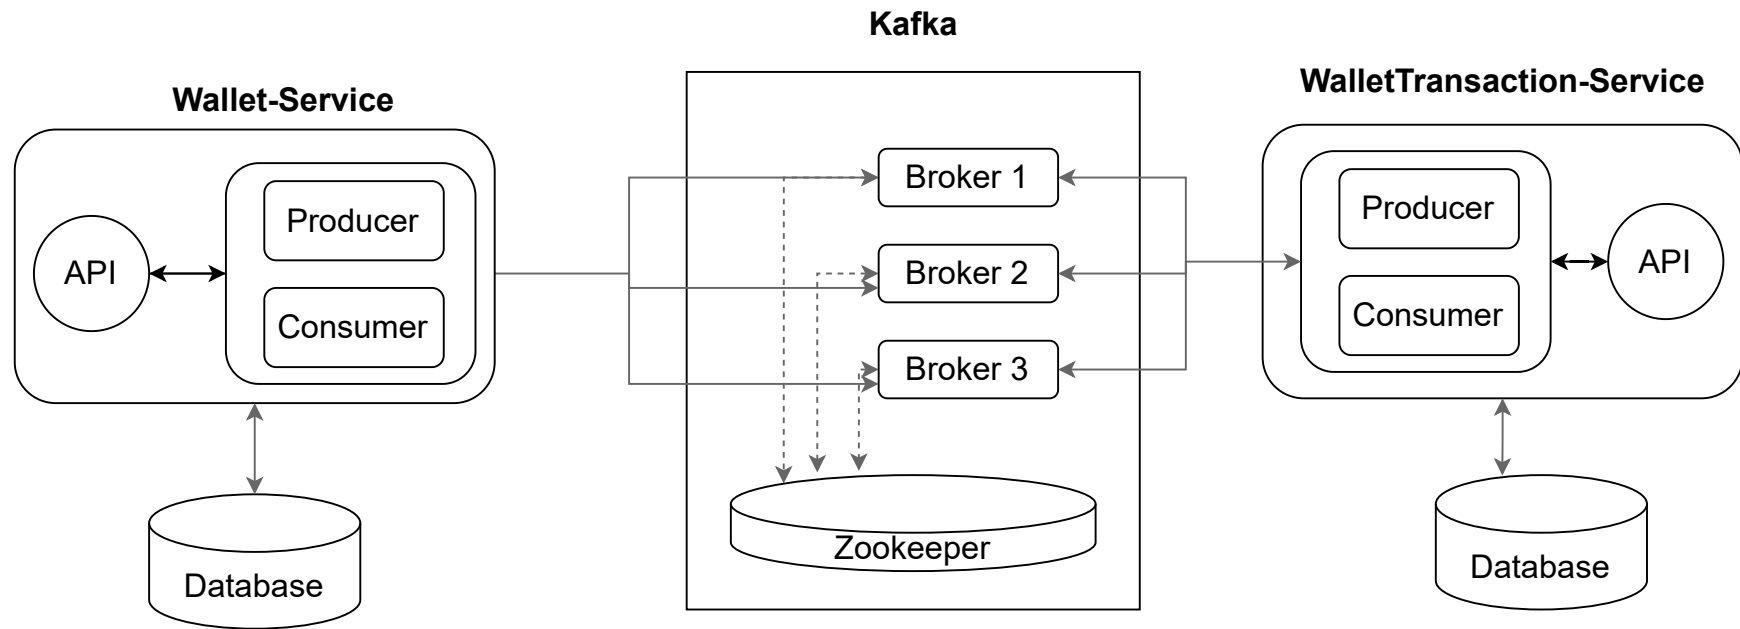 Kafka
Wallet-Service
WalletTransaction-Service
API
Producer
Consumer
Database
Broker 1
Broker 2
Broker 3
Zookeeper
Producer
Consumer
API
Database